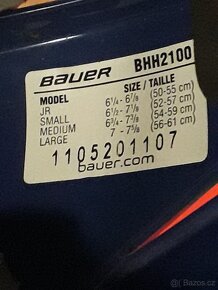 BAUER BHH2100
MODEL SIZE / TAILLE
JR 6¼ - 6⅞ (50-55 cm)
SMALL 6½ - 7⅛ (52-57 cm)
MEDIUM 6¾ - 7⅜ (54-59 cm)
LARGE 7 - 7⅝ (56-61 cm)
1105201107
bauer.com
Bazoš.cz